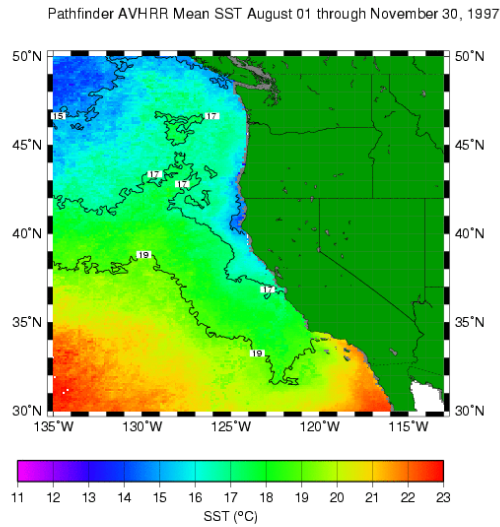 Pathfinder AVHRR Mean SST August 01 through November 30, 1997
50°N 50°N
15 17
45°N 45°N
17
17
40°N 40°N
19
17
35°N 35°N
19
30°N 30°N
135°W 130°W 125°W 120°W 115°W
11 12 13 14 15 16 17 18 19 20 21 22 23
SST (°C)